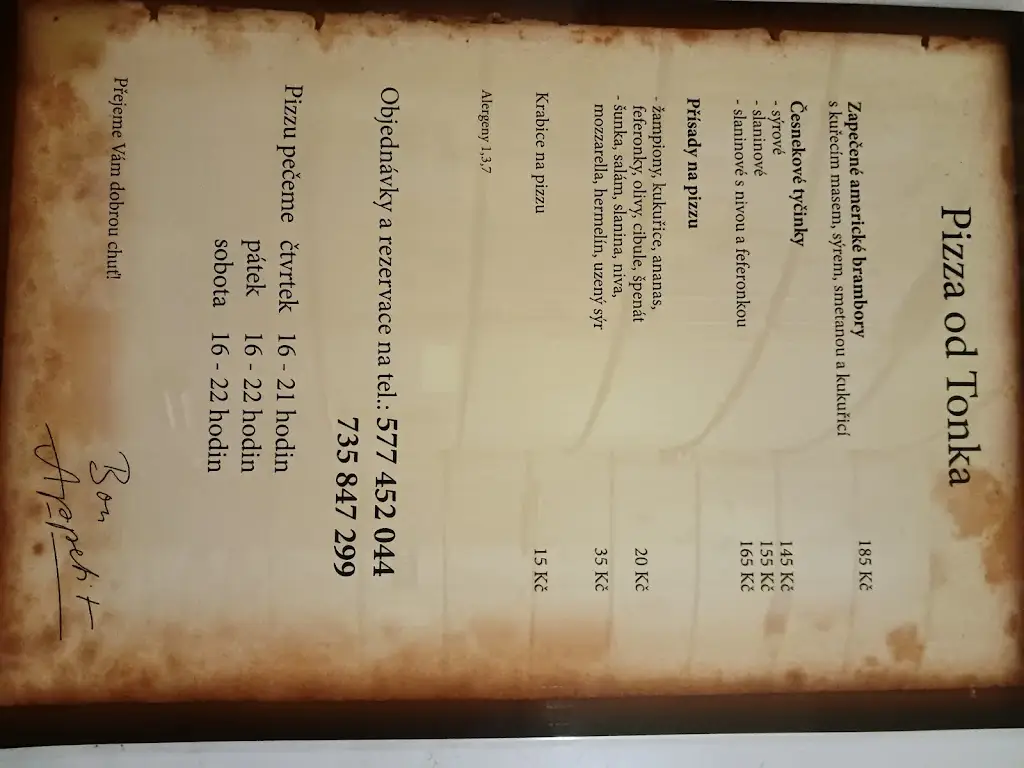 Pizza od Tonka
Zapečené americké brambory
s kuřecím masem, sýrem, smetanou a kukuřicí 185 Kč
Česnekové tyčinky
- sýrové 145 Kč
- slaninové 155 Kč
- slaninové s nivou a feferonkou 165 Kč
Přísady na pizzu
- žampiony, kukuřice, ananas,
feferonky, olivy, cibule, špenát 20 Kč
- šunka, salám, slanina, niva,
mozzarella, hermelín, uzený sýr 35 Kč
Krabice na pizzu 15 Kč
Alergeny 1,3,7
Objednávky a rezervace na tel.: 577 452 044
735 847 299
Pizzu pečeme čtvrtek 16 - 21 hodin
pátek 16 - 22 hodin
sobota 16 - 22 hodin
Přejeme Vám dobrou chuť!
Bon
Appetit